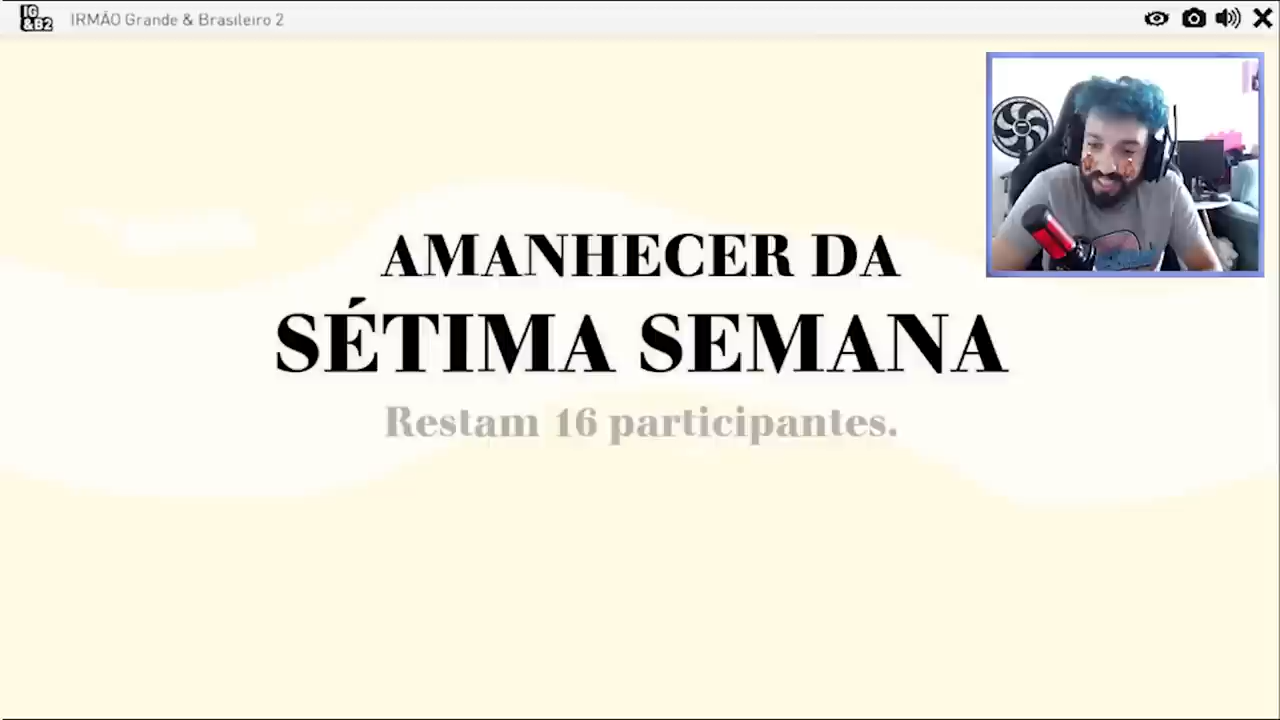 IG
&B2
IRMÃO Grande & Brasileiro 2
AMANHECER DA
SÉTIMA SEMANA
Restam 16 participantes.